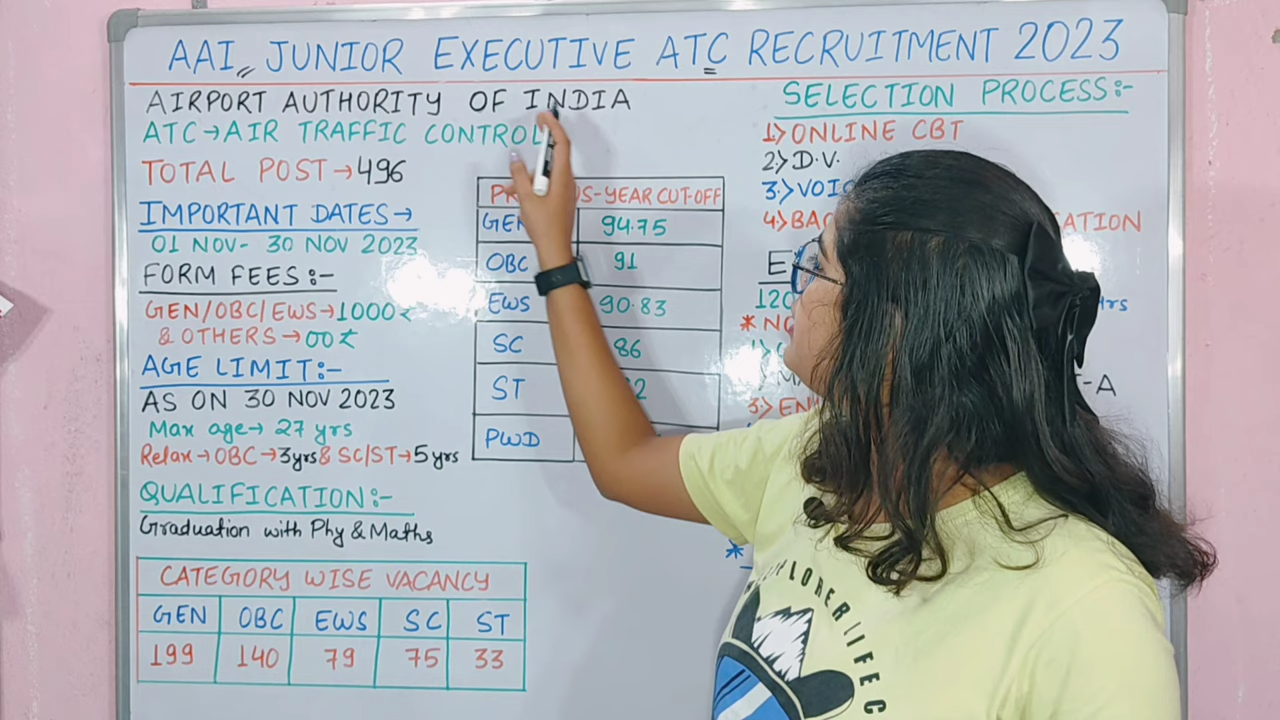 AAI, JUNIOR EXECUTIVE ATC RECRUITMENT 2023
AIRPORT AUTHORITY OF INDIA
ATC→AIR TRAFFIC CONTROL
TOTAL POST→496
IMPORTANT DATES→
01 NOV- 30 NOV 2023
FORM FEES:-
GEN/OBC/EWS→1000₹
& OTHERS→00₹
AGE LIMIT:-
AS ON 30 NOV 2023
Max age→ 27 yrs
Relax→OBC→3yrs & SC/ST→5yrs
QUALIFICATION:-
Graduation with Phy & Maths
CATEGORY WISE VACANCY
GEN OBC EWS SC ST
199 140 79 75 33
-YEAR CUT-OFF
GEN 94.75
OBC 91
EWS 90.83
SC 86
ST
PWD
SELECTION PROCESS:-
1> ONLINE CBT
2> D.V.
3>
4>